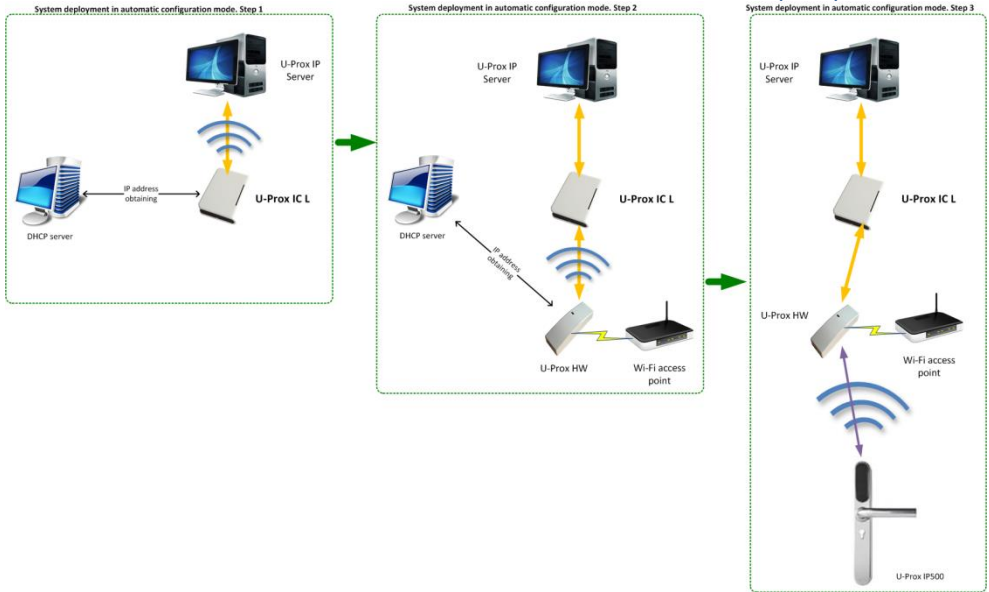 System deployment in automatic configuration mode. Step 1
U-Prox IP
Server
IP address
obtaining
U-Prox IC L
DHCP server
System deployment in automatic configuration mode. Step 2
U-Prox IP
Server
U-Prox IC L
DHCP server
IP address
obtaining
U-Prox HW
Wi-Fi access
point
System deployment in automatic configuration mode. Step 3
U-Prox IP
Server
U-Prox IC L
U-Prox HW
Wi-Fi access
point
U-Prox IP500